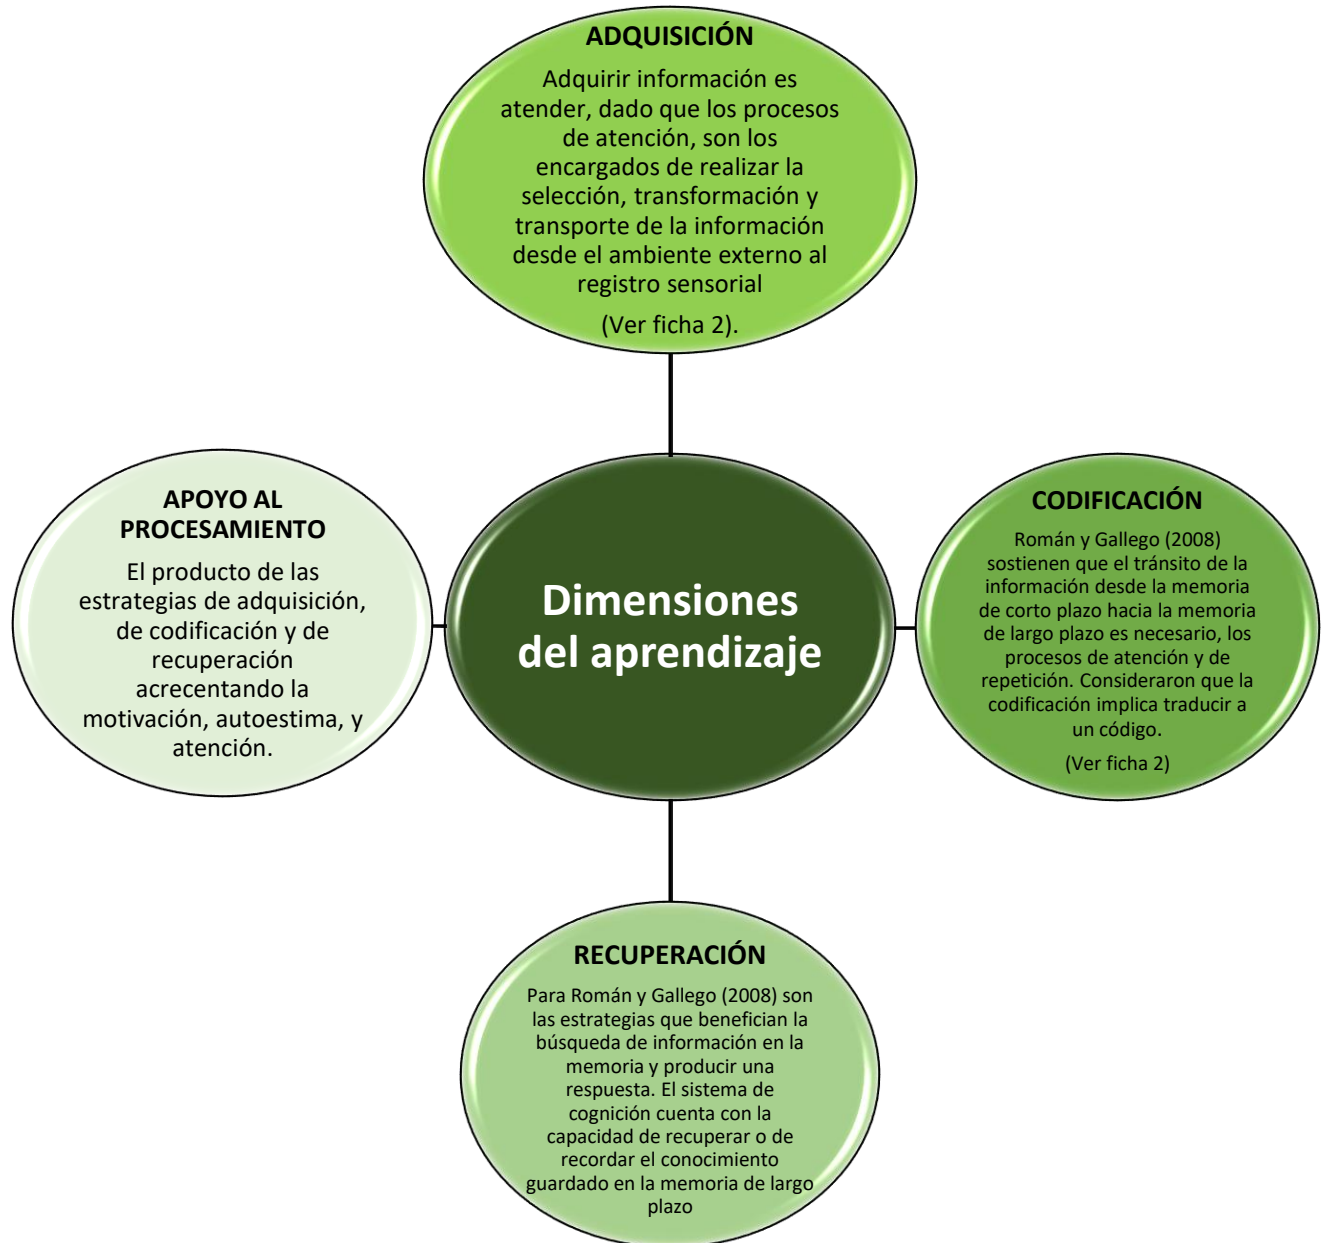 ADQUISICIÓN
Adquirir información es
atender, dado que los procesos
de atención, son los
encargados de realizar la
selección, transformación y
transporte de la información
desde el ambiente externo al
registro sensorial
(Ver ficha 2).
APOYO AL
PROCESAMIENTO
El producto de las
estrategias de adquisición,
de codificación y de
recuperación
acrecentando la
motivación, autoestima, y
atención.
Dimensiones
del aprendizaje
CODIFICACIÓN
Román y Gallego (2008)
sostienen que el tránsito de la
información desde la memoria
de corto plazo hacia la memoria
de largo plazo es necesario, los
procesos de atención y de
repetición. Consideraron que la
codificación implica traducir a
un código.
(Ver ficha 2)
RECUPERACIÓN
Para Román y Gallego (2008) son
las estrategias que benefician la
búsqueda de información en la
memoria y producir una
respuesta. El sistema de
cognición cuenta con la
capacidad de recuperar o de
recordar el conocimiento
guardado en la memoria de largo
plazo